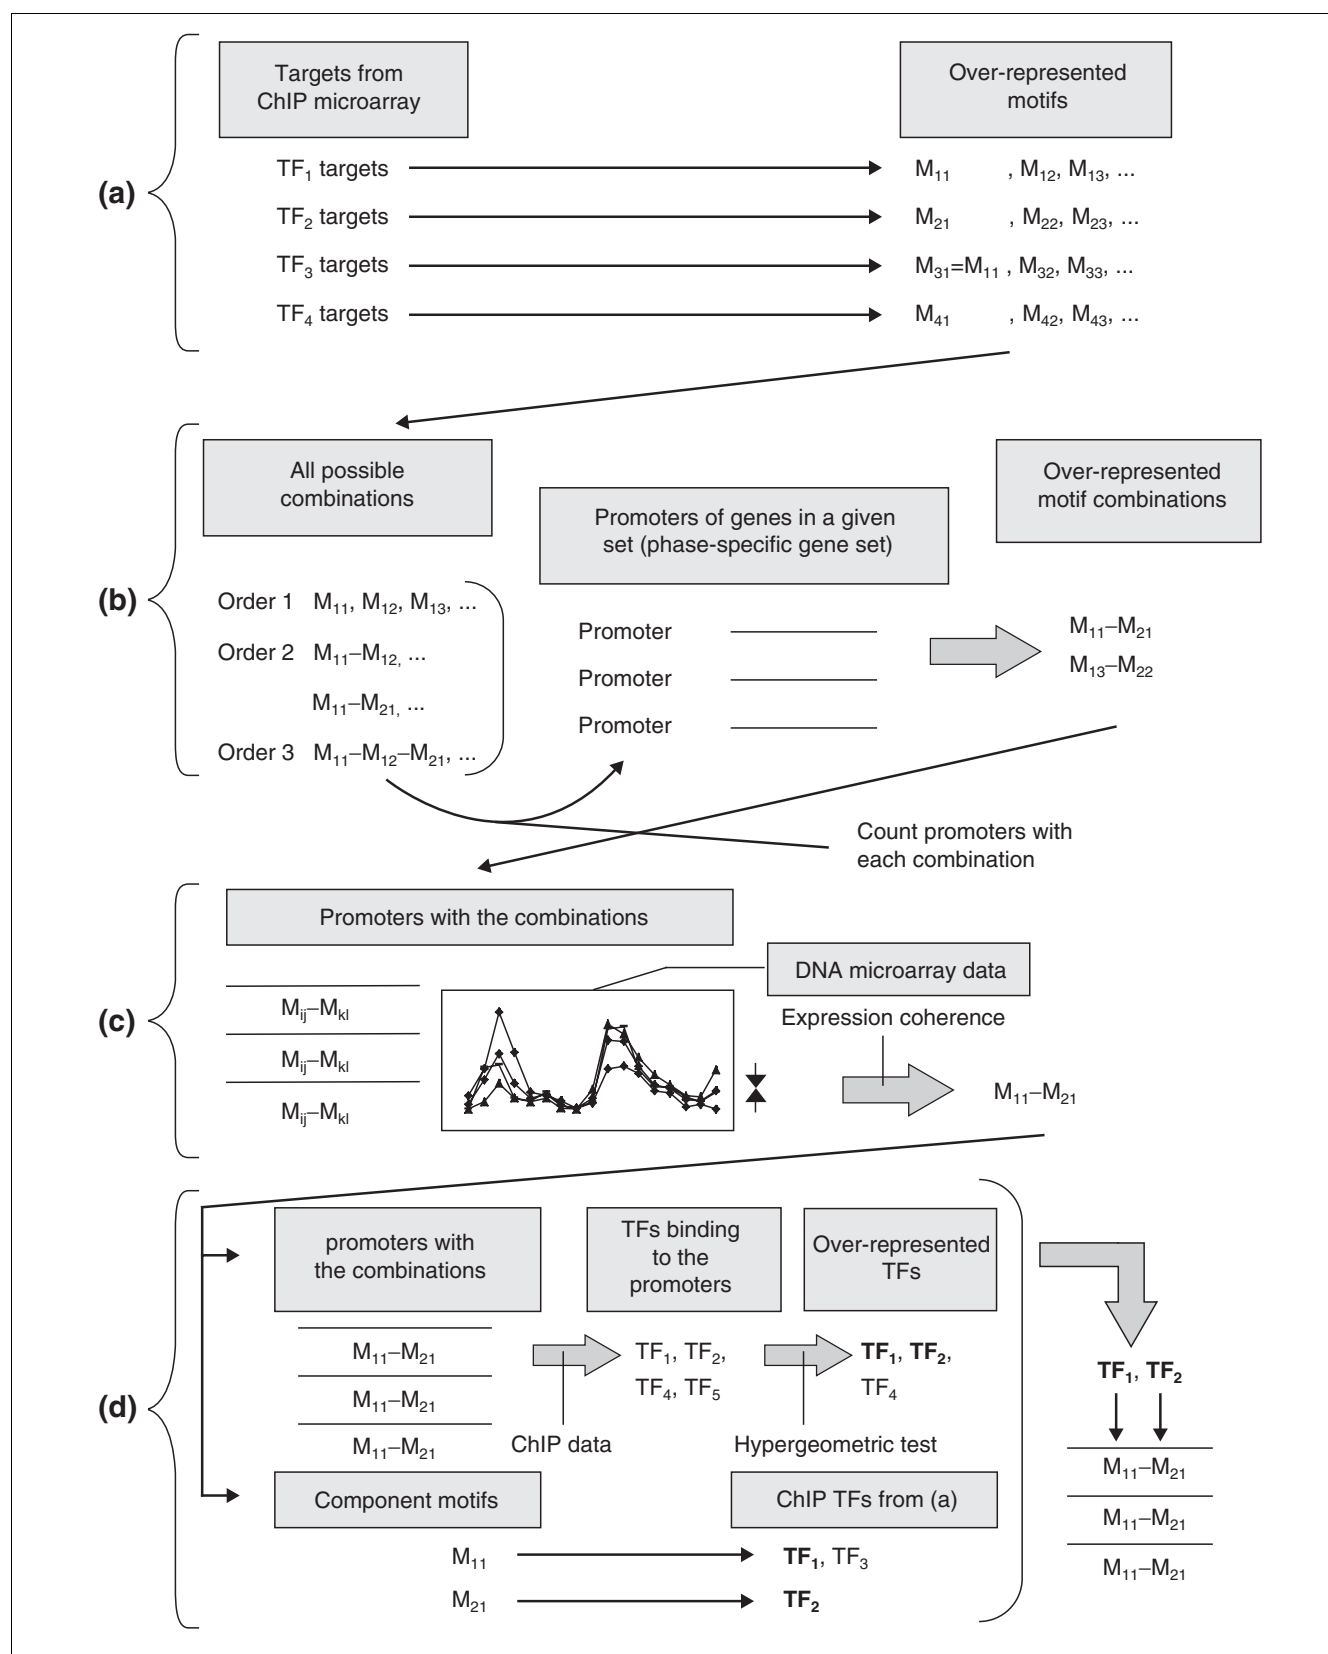 (a)
Targets from
ChIP microarray
Over-represented
motifs
TF₁ targets
M₁₁ , M₁₂, M₁₃, ...
TF₂ targets
M₂₁ , M₂₂, M₂₃, ...
TF₃ targets
M₃₁=M₁₁ , M₃₂, M₃₃, ...
TF₄ targets
M₄₁ , M₄₂, M₄₃, ...
(b)
All possible
combinations
Promoters of genes in a given
set (phase-specific gene set)
Over-represented
motif combinations
Order 1 M₁₁, M₁₂, M₁₃, ...
Order 2 M₁₁–M₁₂, ...
M₁₁–M₂₁, ...
Order 3 M₁₁–M₁₂–M₂₁, ...
Promoter
Promoter
Promoter
M₁₁–M₂₁
M₁₃–M₂₂
Count promoters with
each combination
(c)
Promoters with the combinations
DNA microarray data
Expression coherence
Mᵢⱼ–Mₖₗ
Mᵢⱼ–Mₖₗ
Mᵢⱼ–Mₖₗ
M₁₁–M₂₁
(d)
promoters with
the combinations
TFs binding
to the
promoters
Over-represented
TFs
M₁₁–M₂₁
M₁₁–M₂₁
M₁₁–M₂₁
TF₁, TF₂,
TF₄, TF₅
TF₁, TF₂,
TF₄
ChIP data
Hypergeometric test
Component motifs
ChIP TFs from (a)
M₁₁
TF₁, TF₃
M₂₁
TF₂
TF₁, TF₂
M₁₁–M₂₁
M₁₁–M₂₁
M₁₁–M₂₁